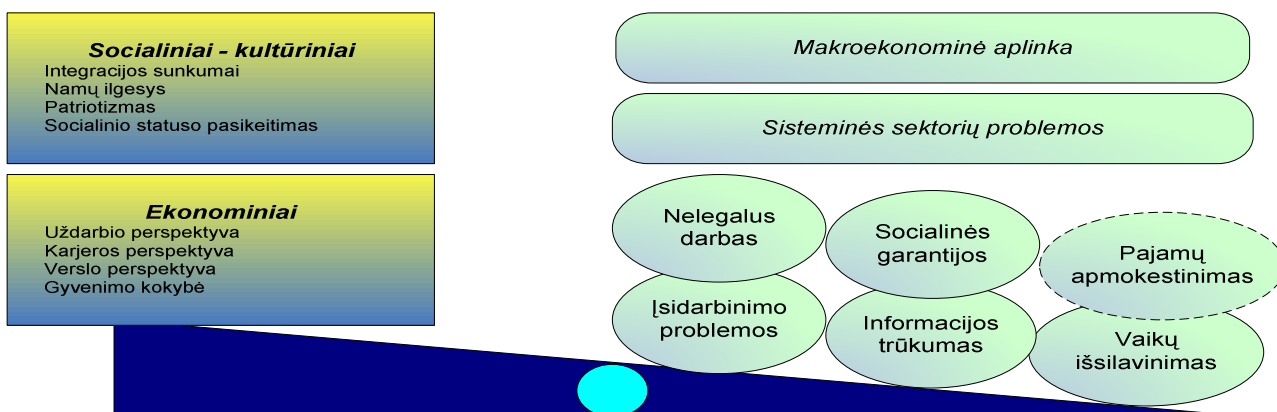 Socialiniai - kultūriniai
Integracijos sunkumai
Namų ilgesys
Patriotizmas
Socialinio statuso pasikeitimas
Ekonominiai
Uždarbio perspektyva
Karjeros perspektyva
Verslo perspektyva
Gyvenimo kokybė
Makroekonominė aplinka
Sisteminės sektorių problemos
Nelegalus
darbas
Socialinės
garantijos
Pajamų
apmokestinimas
Įsidarbinimo
problemos
Informacijos
trūkumas
Vaikų
išsilavinimas